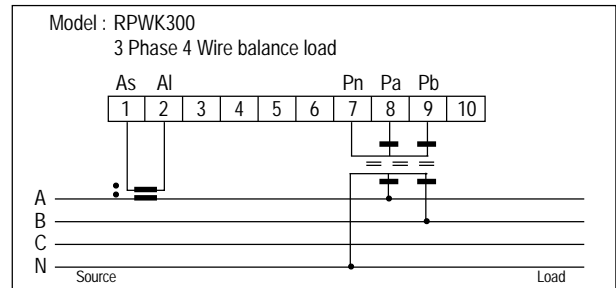 Model : RPWK300
3 Phase 4 Wire balance load
As Al Pn Pa Pb
1 2 3 4 5 6 7 8 9 10
A
B
C
N
Source Load